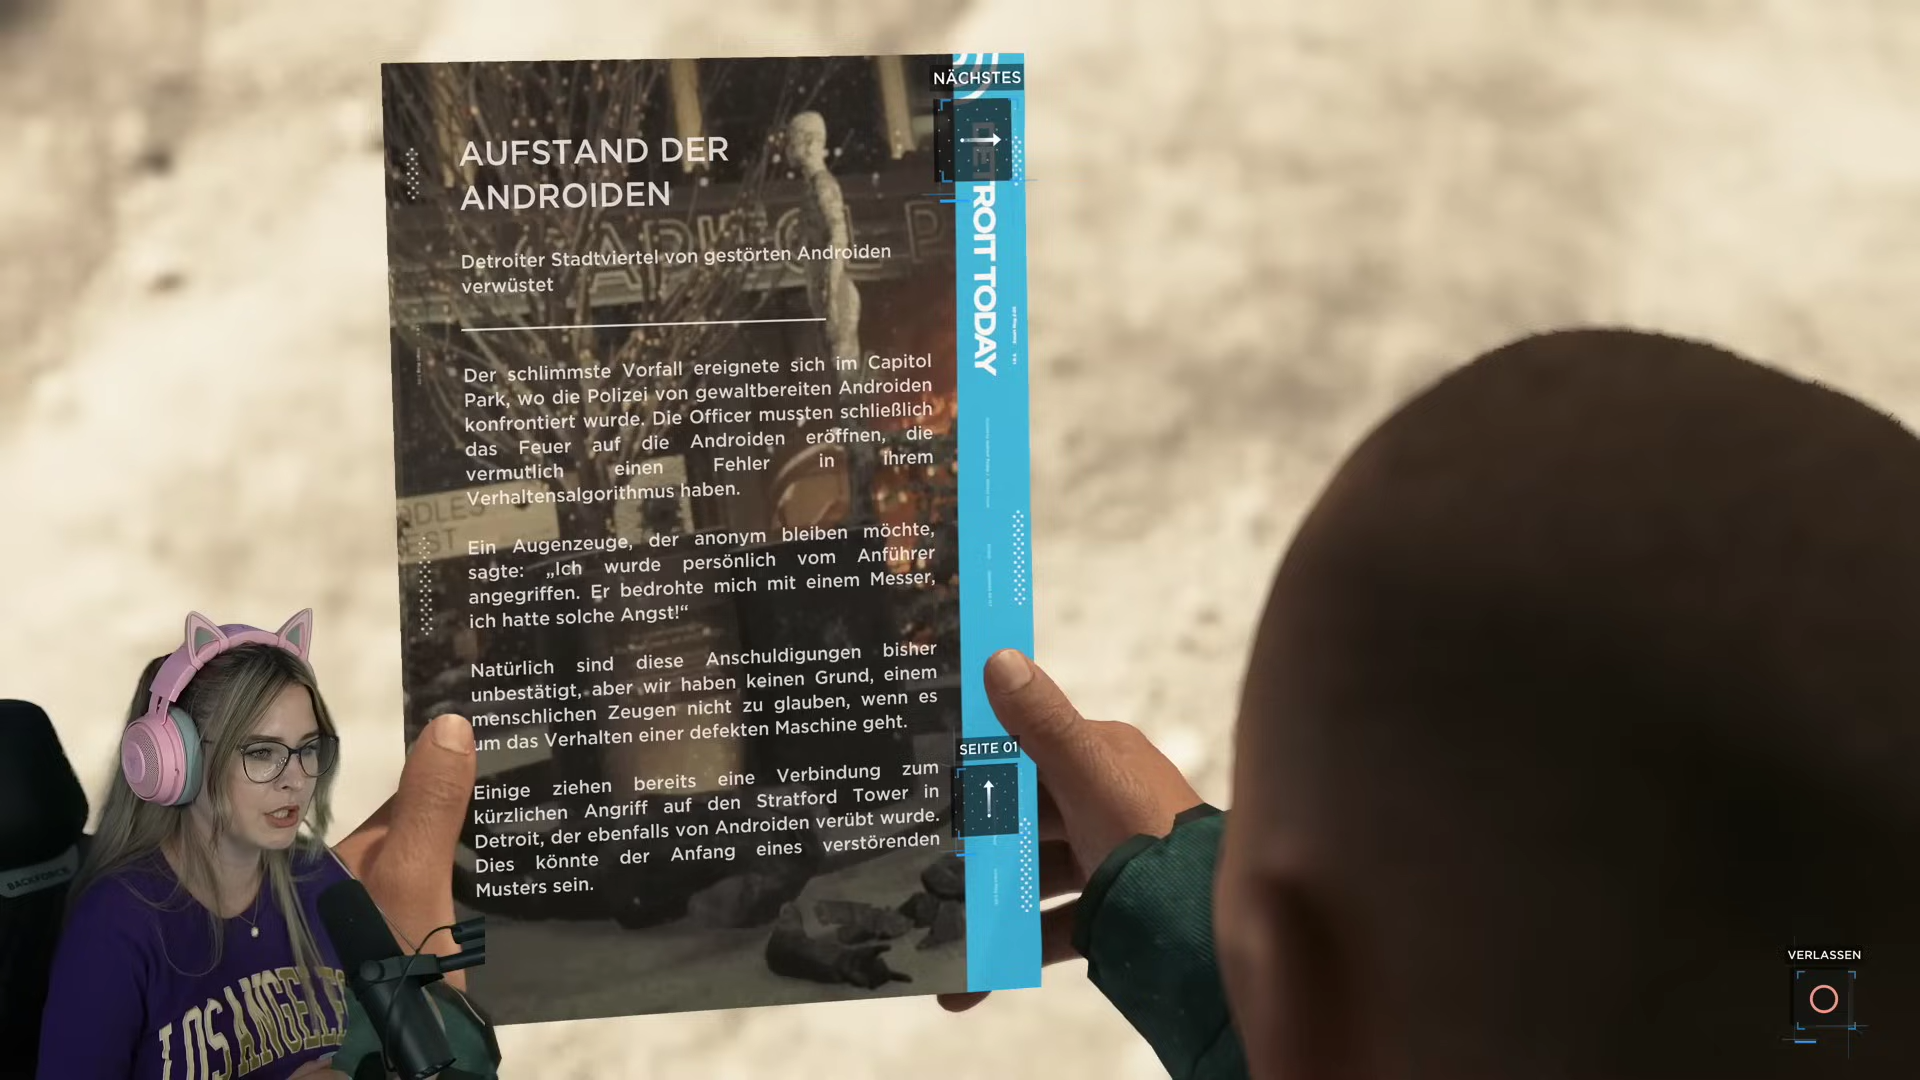 AUFSTAND DER
ANDROIDEN
Detroiter Stadtviertel von gestörten Androiden
verwüstet
Der schlimmste Vorfall ereignete sich im Capitol
Park, wo die Polizei von gewaltbereiten Androiden
konfrontiert wurde. Die Officer mussten schließlich
das Feuer auf die Androiden eröffnen, die
vermutlich einen Fehler in ihrem
Verhaltensalgorithmus haben.
Ein Augenzeuge, der anonym bleiben möchte,
sagte: „Ich wurde persönlich vom Anführer
angegriffen. Er bedrohte mich mit einem Messer,
ich hatte solche Angst!“
Natürlich sind diese Anschuldigungen bisher
unbestätigt, aber wir haben keinen Grund, einem
menschlichen Zeugen nicht zu glauben, wenn es
um das Verhalten einer defekten Maschine geht.
Einige ziehen bereits eine Verbindung zum
kürzlichen Angriff auf den Stratford Tower in
Detroit, der ebenfalls von Androiden verübt wurde.
Dies könnte der Anfang eines verstörenden
Musters sein.
NÄCHSTES
DETROIT TODAY
SEITE 01
VERLASSEN
BACKFORCE
LOS ANGELES